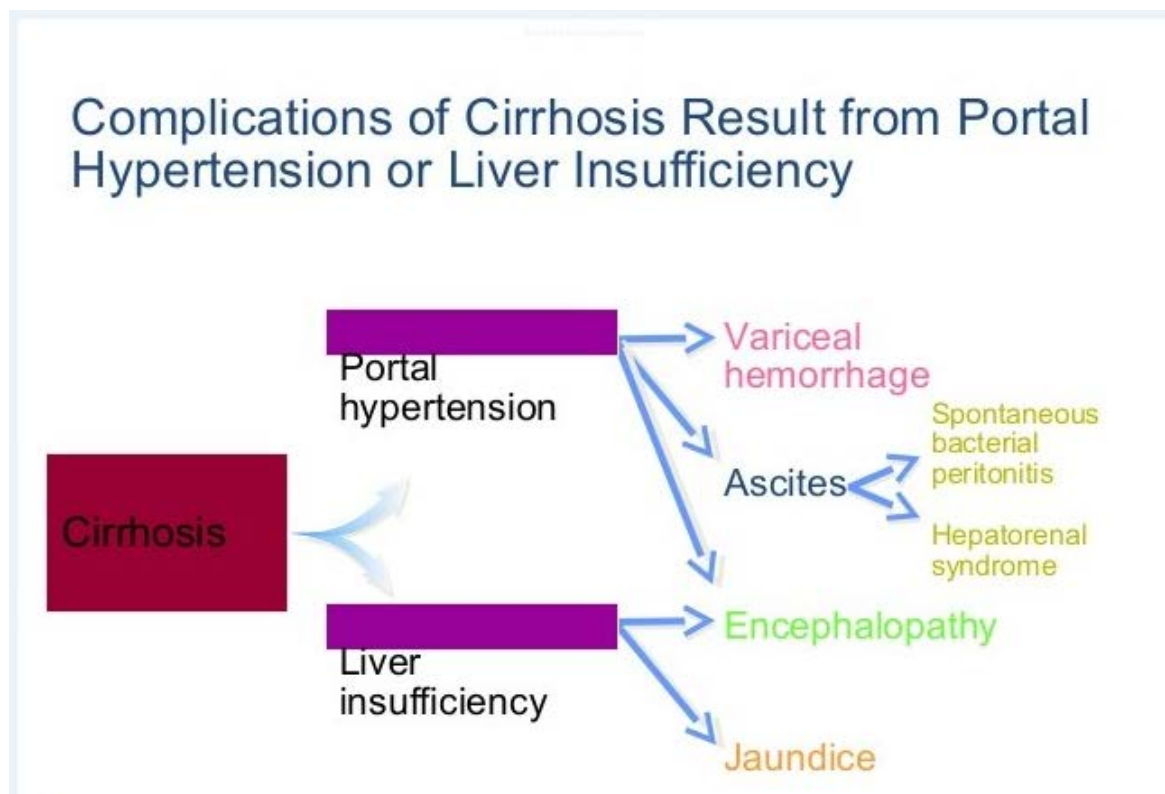 Complications of Cirrhosis Result from Portal
Hypertension or Liver Insufficiency
Portal
hypertension
Variceal
hemorrhage
Spontaneous
bacterial
peritonitis
Ascites
Cirrhosis
Hepatorenal
syndrome
Encephalopathy
Liver
insufficiency
Jaundice